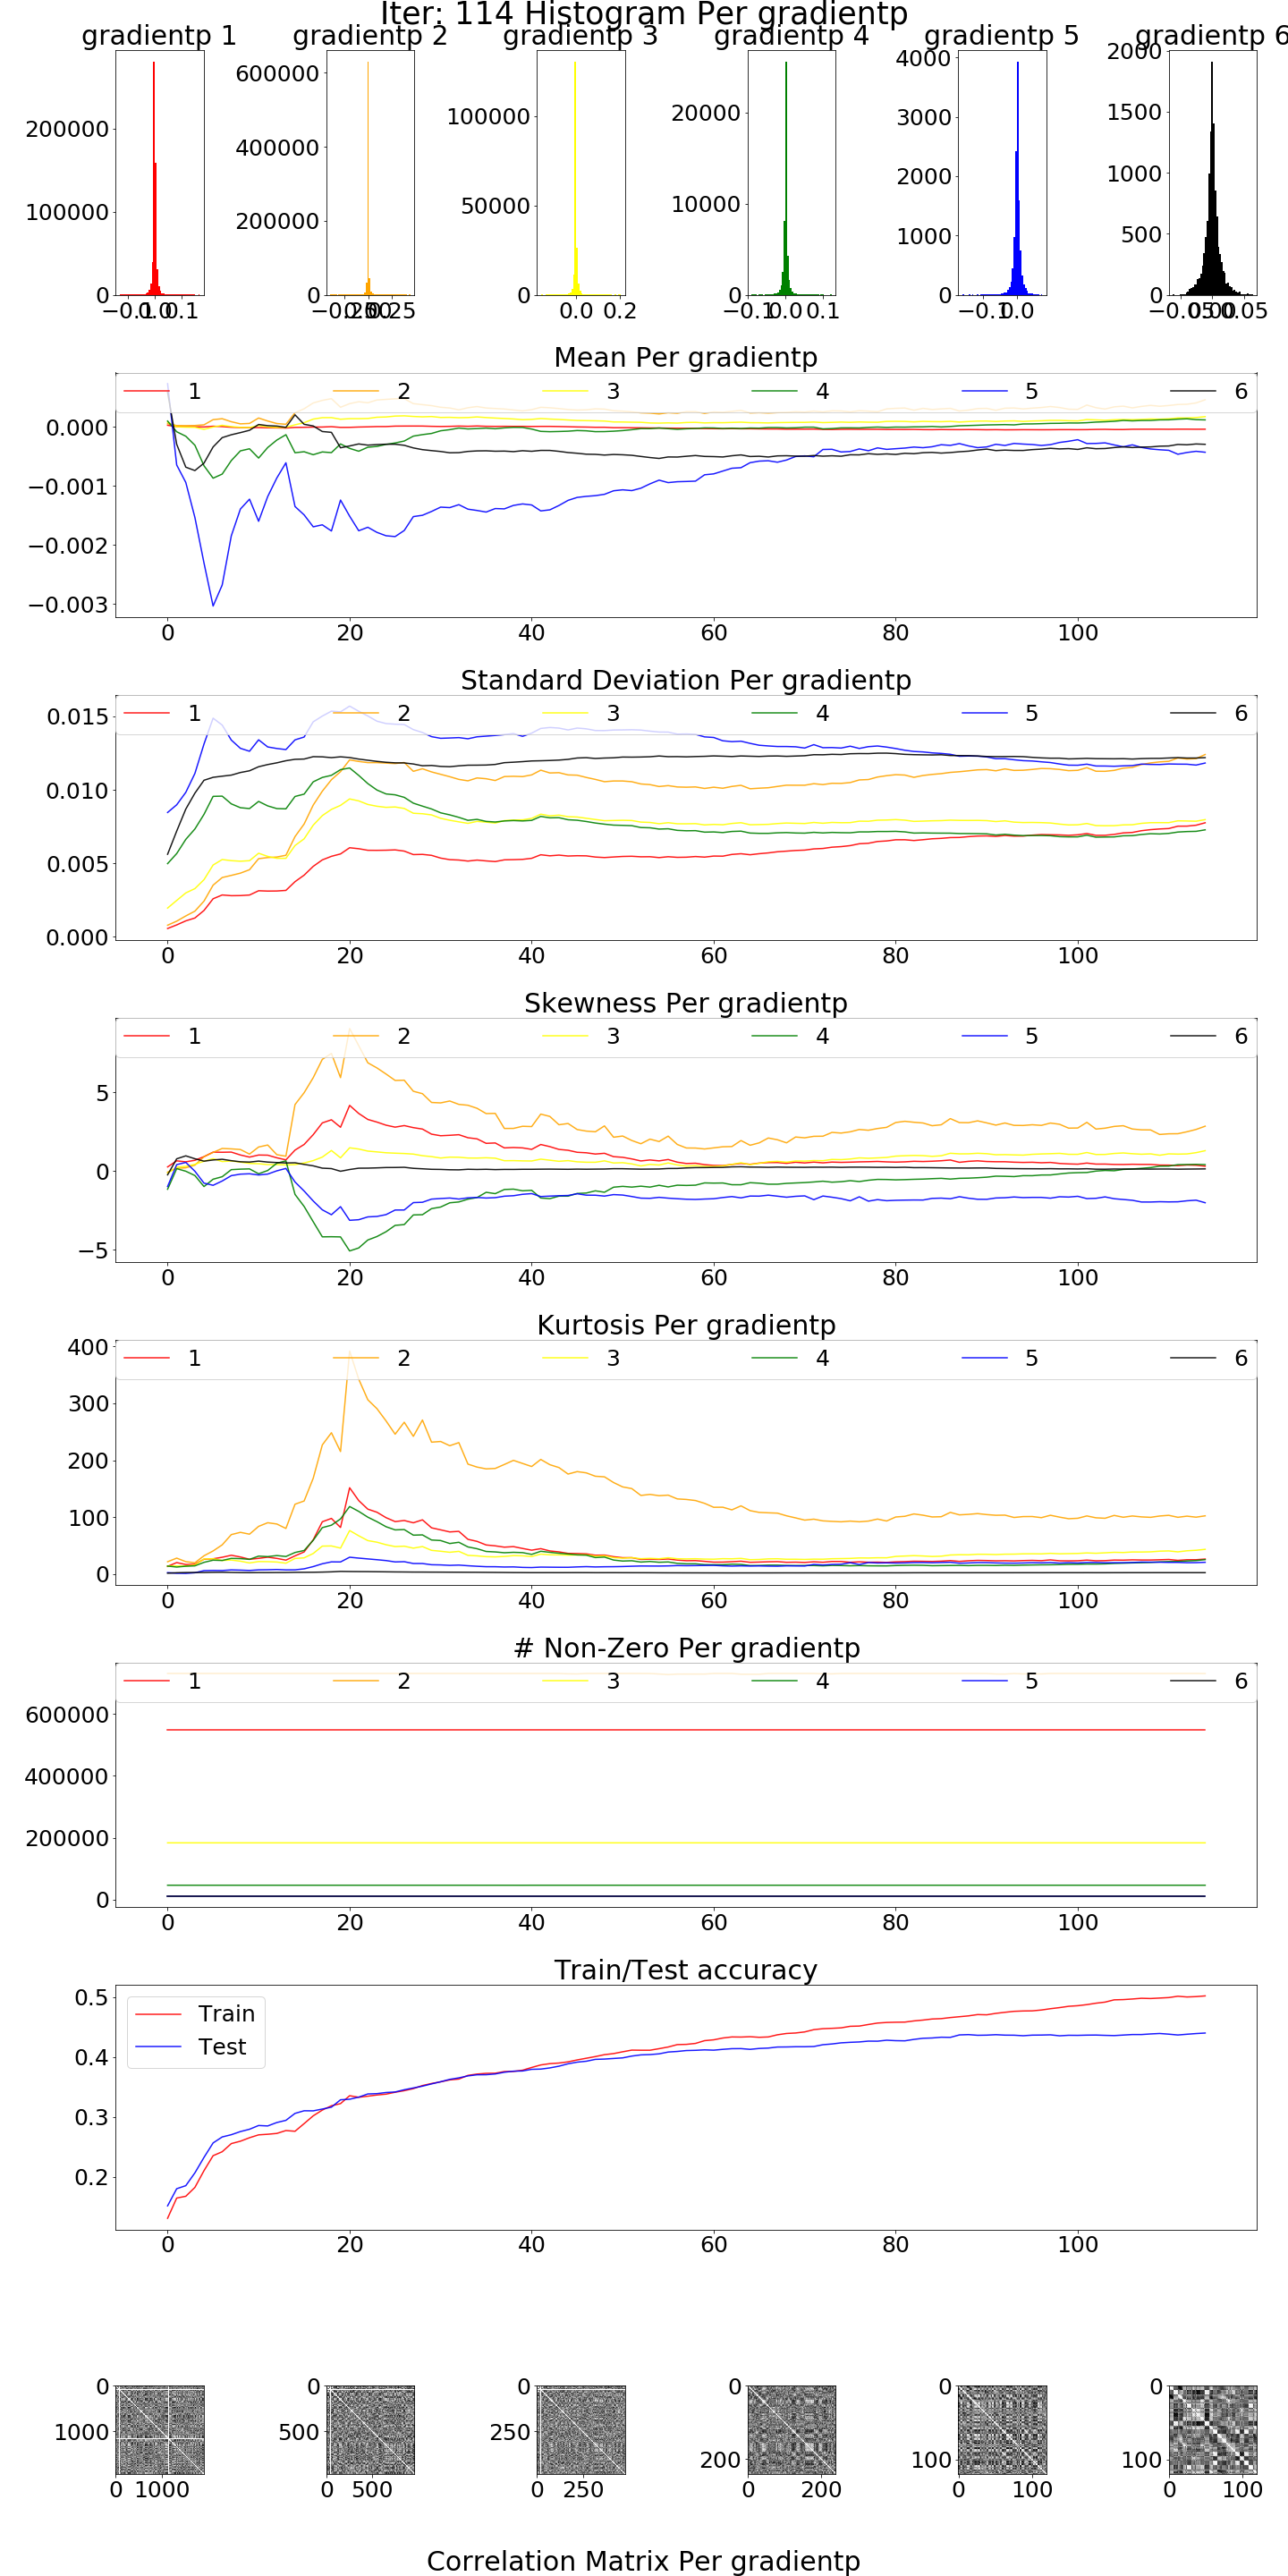 Iter: 114 Histogram Per gradientp
gradientp 1 gradientp 2 gradientp 3 gradientp 4 gradientp 5 gradientp 6
200000
100000
0
600000
400000
200000
0
100000
50000
0
0.0 0.2
20000
10000
0
−0.1 0.0 0.1
4000
3000
2000
1000
0
−0.1 0.0
2000
1500
1000
500
0
Mean Per gradientp
1 2 3 4 5 6
0.000
−0.001
−0.002
−0.003
0 20 40 60 80 100
Standard Deviation Per gradientp
1 2 3 4 5 6
0.015
0.010
0.005
0.000
0 20 40 60 80 100
Skewness Per gradientp
1 2 3 4 5 6
5
0
−5
0 20 40 60 80 100
Kurtosis Per gradientp
1 2 3 4 5 6
400
300
200
100
0
0 20 40 60 80 100
# Non-Zero Per gradientp
1 2 3 4 5 6
600000
400000
200000
0
0 20 40 60 80 100
Train/Test accuracy
Train
Test
0.5
0.4
0.3
0.2
0 20 40 60 80 100
0
1000
0 1000
0
500
0 500
0
250
0 250
0
200
0 200
0
100
0 100
0
100
0 100
Correlation Matrix Per gradientp